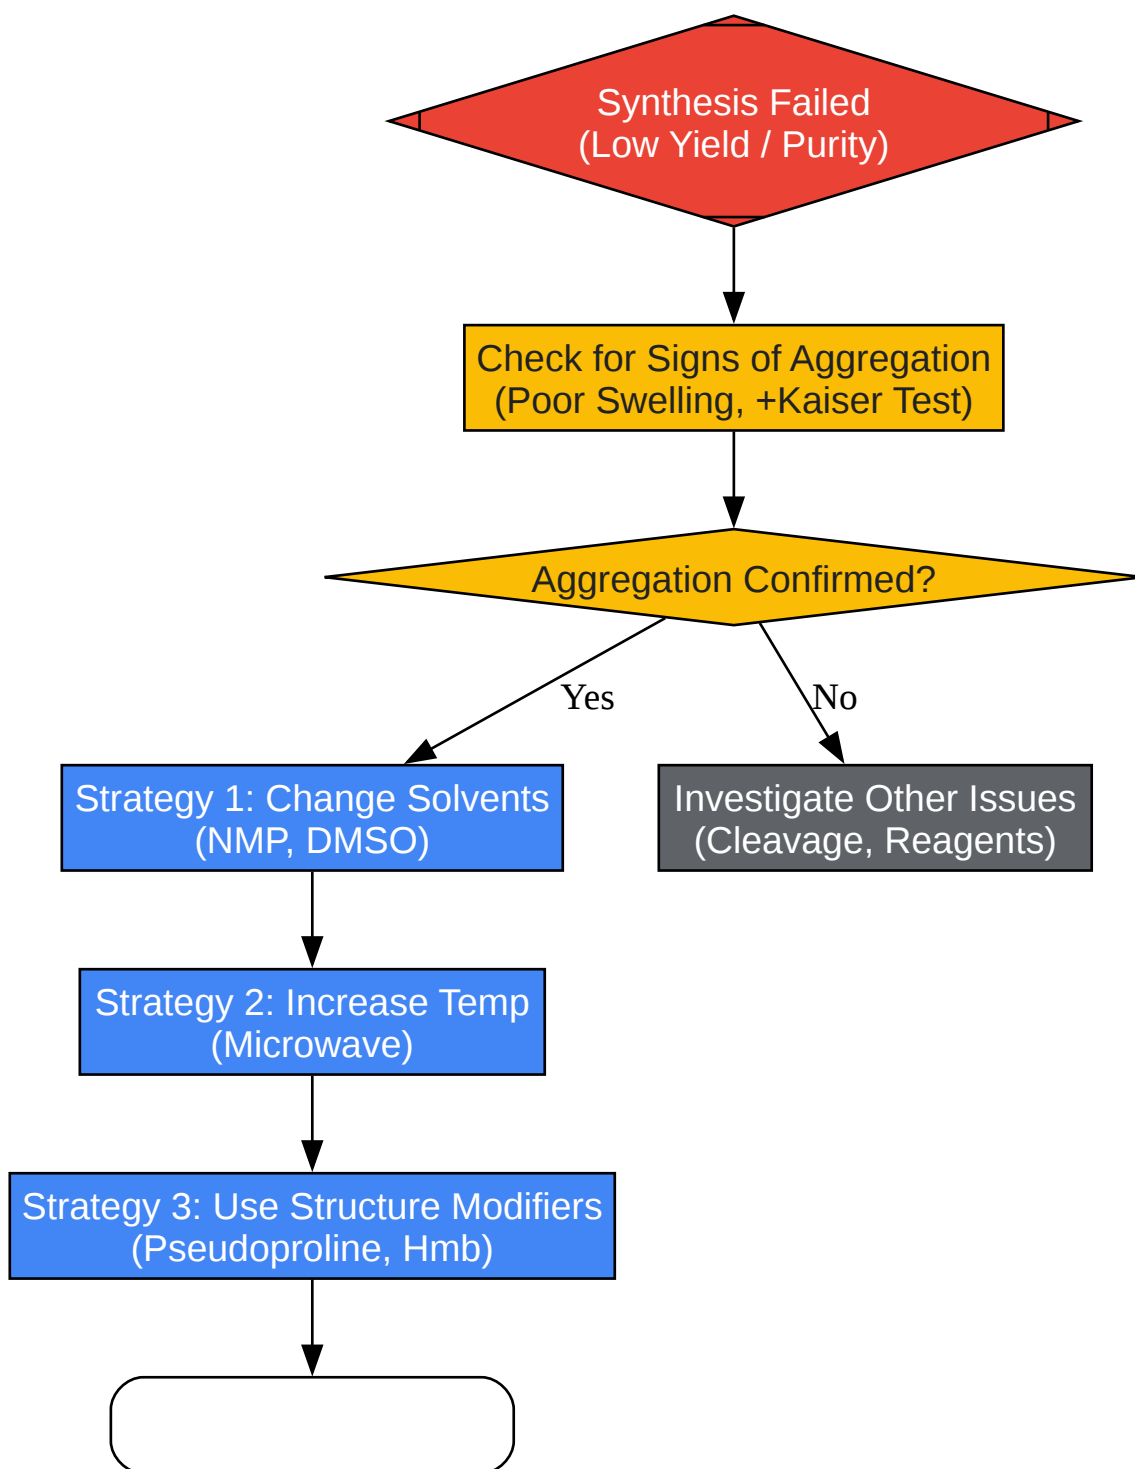 Synthesis Failed
(Low Yield / Purity)
Check for Signs of Aggregation
(Poor Swelling, +Kaiser Test)
Aggregation Confirmed?
Yes
No
Strategy 1: Change Solvents
(NMP, DMSO)
Investigate Other Issues
(Cleavage, Reagents)
Strategy 2: Increase Temp
(Microwave)
Strategy 3: Use Structure Modifiers
(Pseudoproline, Hmb)